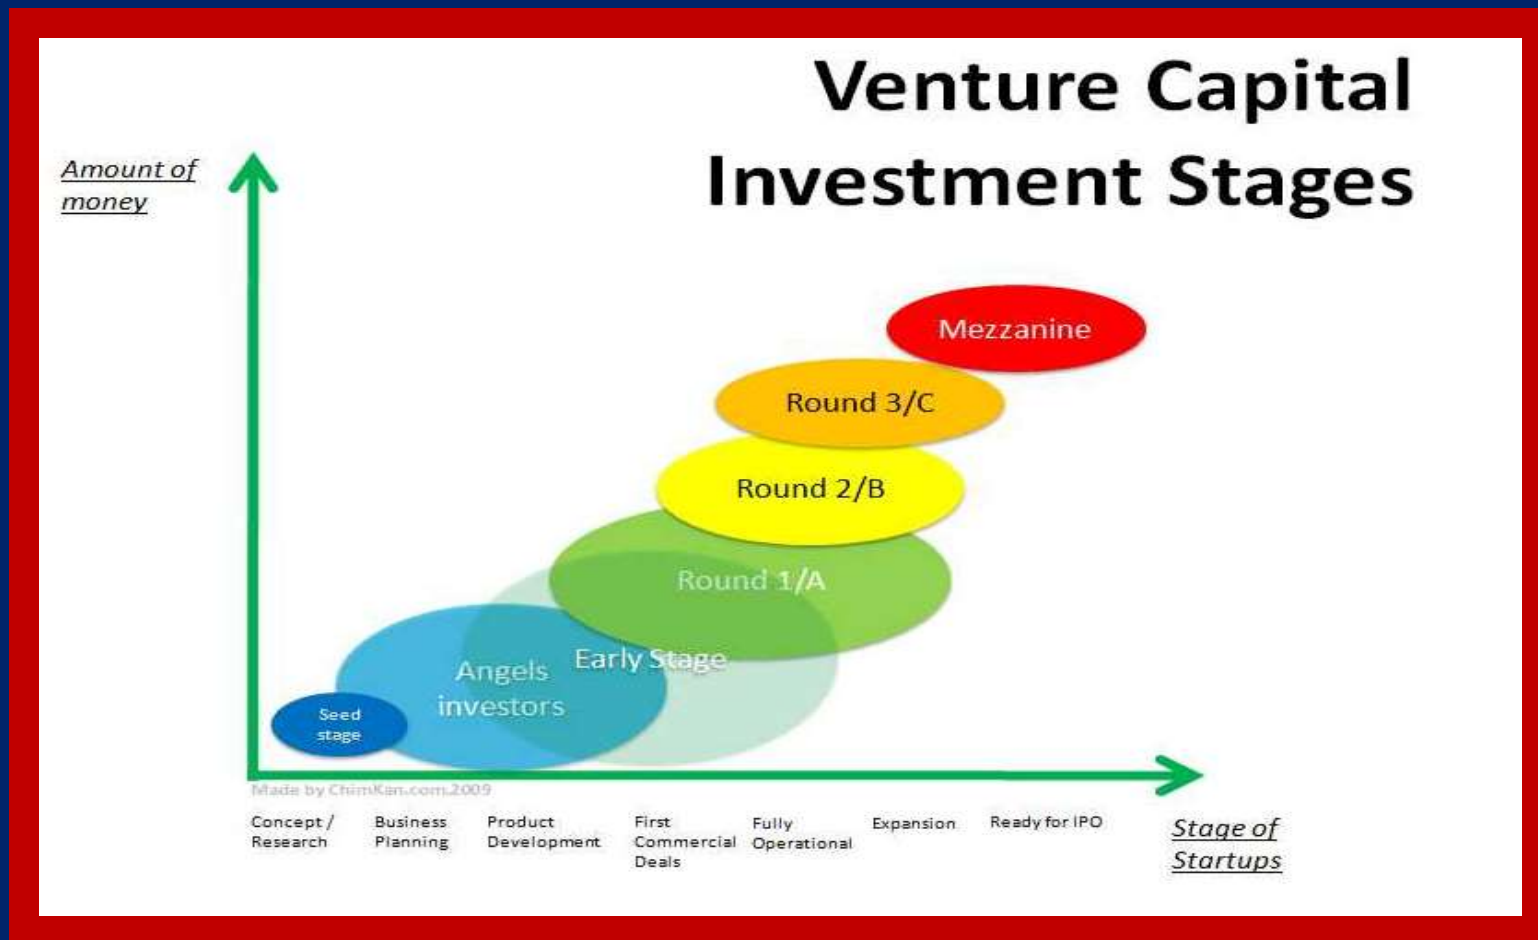 Venture Capital
Investment Stages
Amount of
money
Mezzanine
Round 3/C
Round 2/B
Round 1/A
Early Stage
Angels
investors
Seed
stage
Made by ChimKan.com.2009
Concept /
Research
Business
Planning
Product
Development
First
Commercial
Deals
Fully
Operational
Expansion
Ready for IPO
Stage of
Startups